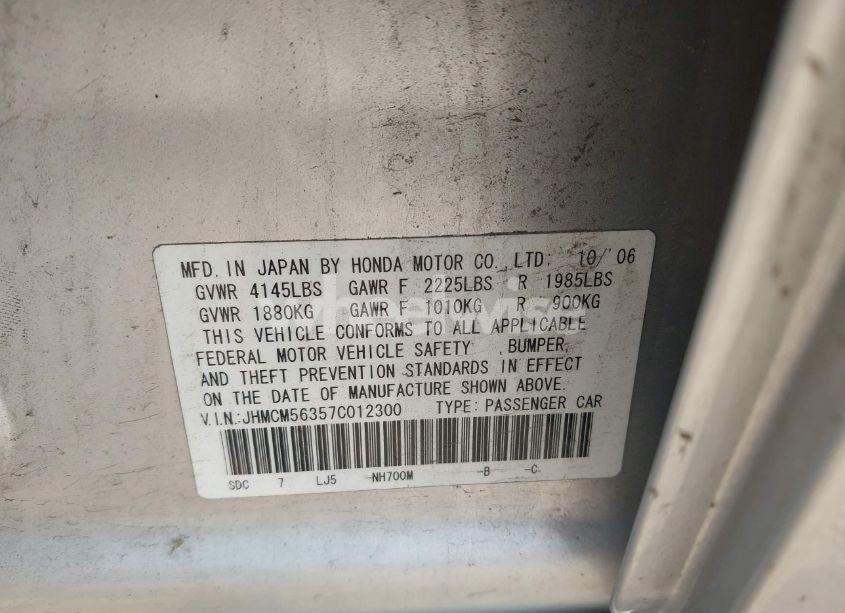 MFD. IN JAPAN BY HONDA MOTOR CO.,LTD: 10/'06
GVWR 4145LBS GAWR F 2225LBS R 1985LBS
GVWR 1880KG GAWR F 1010KG R 900KG
THIS VEHICLE CONFORMS TO ALL APPLICABLE
FEDERAL MOTOR VEHICLE SAFETY ,BUMPER,
AND THEFT PREVENTION STANDARDS IN EFFECT
ON THE DATE OF MANUFACTURE SHOWN ABOVE.
V.I.N.:JHMCM56357C012300 TYPE: PASSENGER CAR
SDC 7 LJ5 -NH700M -B -C